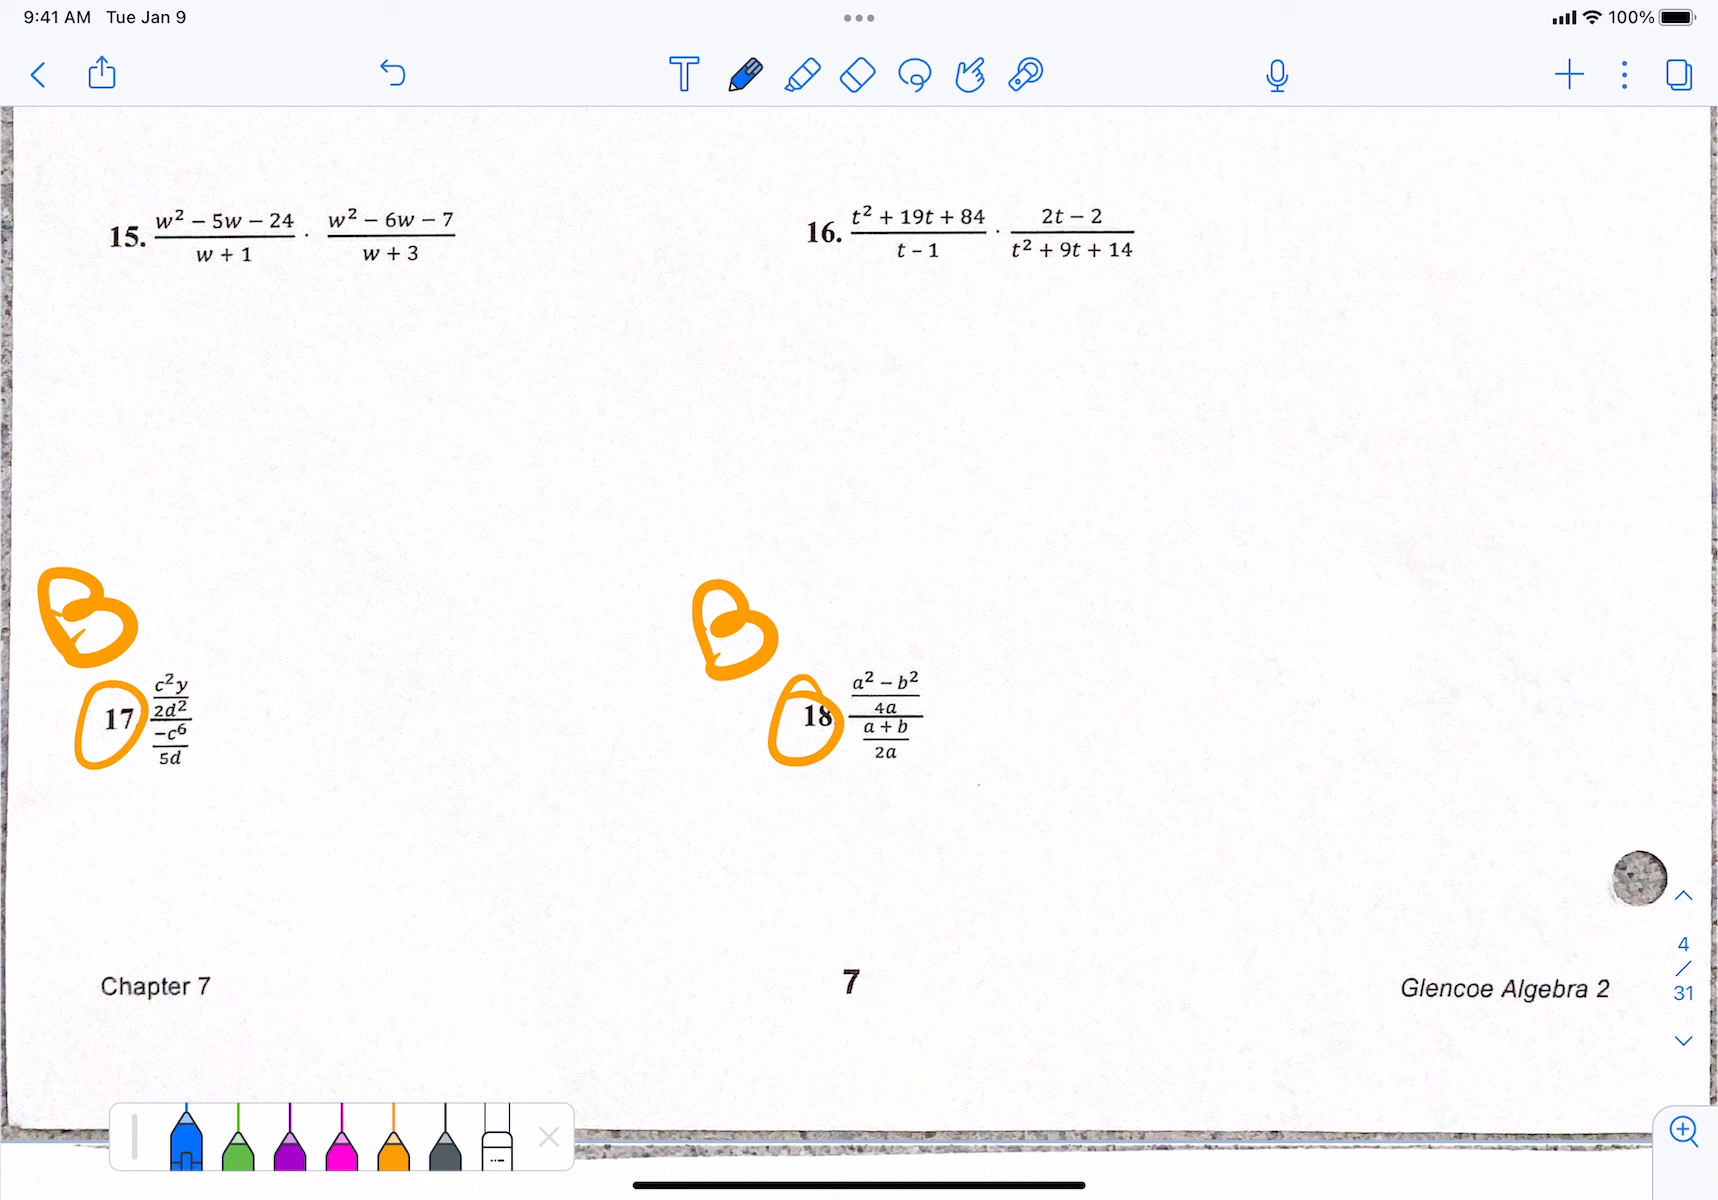 9:41 AM Tue Jan 9
100%
T
15. w² − 5w − 24 / w + 1 · w² − 6w − 7 / w + 3
16. t² + 19t + 84 / t − 1 · 2t − 2 / t² + 9t + 14
B
B
17 c²y / 2d² / −c⁶ / 5d
18 a² − b² / 4a / a + b / 2a
Chapter 7
7
Glencoe Algebra 2
4
/
31